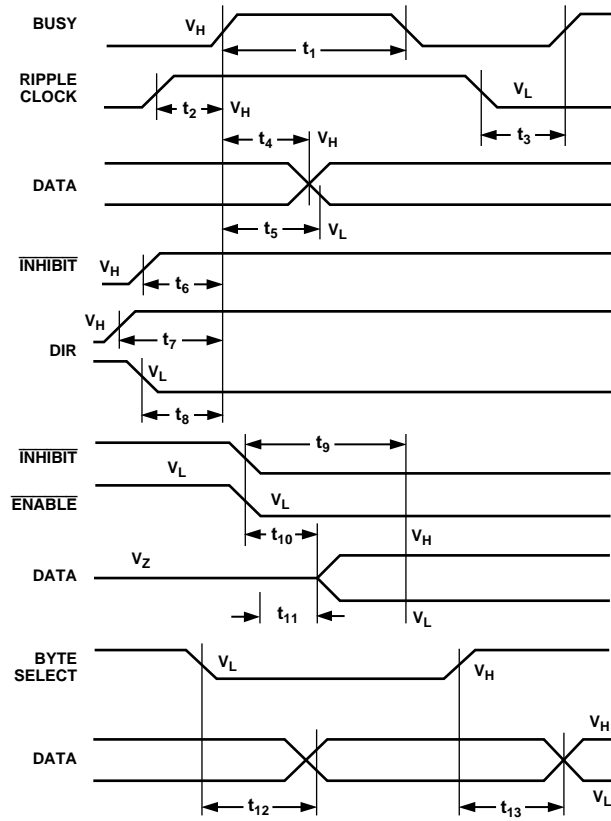 BUSY
V_H
t_1
RIPPLE
CLOCK
V_L
t_2
V_H
t_3
t_4
V_H
DATA
t_5
V_L
INHIBIT
V_H
t_6
V_H
t_7
DIR
V_L
t_8
t_9
INHIBIT
V_L
V_L
ENABLE
t_10
V_H
V_Z
DATA
t_11
V_L
BYTE
SELECT
V_L
V_H
V_H
DATA
V_L
t_12
t_13